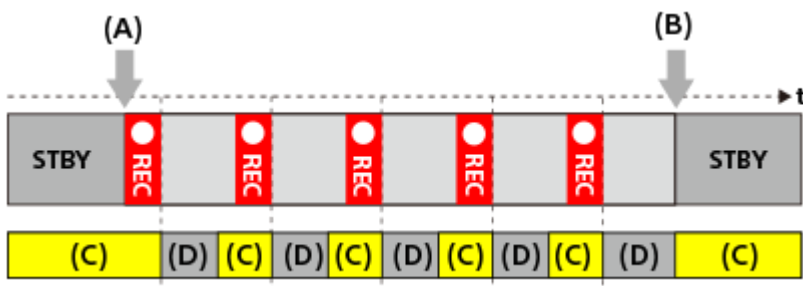 (A) (B)
t
STBY REC REC REC REC REC STBY
(C) (D) (C) (D) (C) (D) (C) (D) (C) (D) (C)